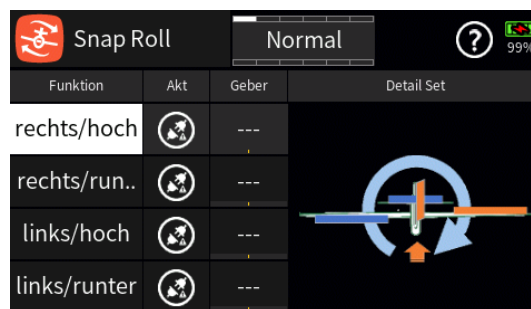 Snap Roll
Normal
?
99%
Funktion Akt Geber Detail Set
rechts/hoch ---
rechts/run.. ---
links/hoch ---
links/runter ---